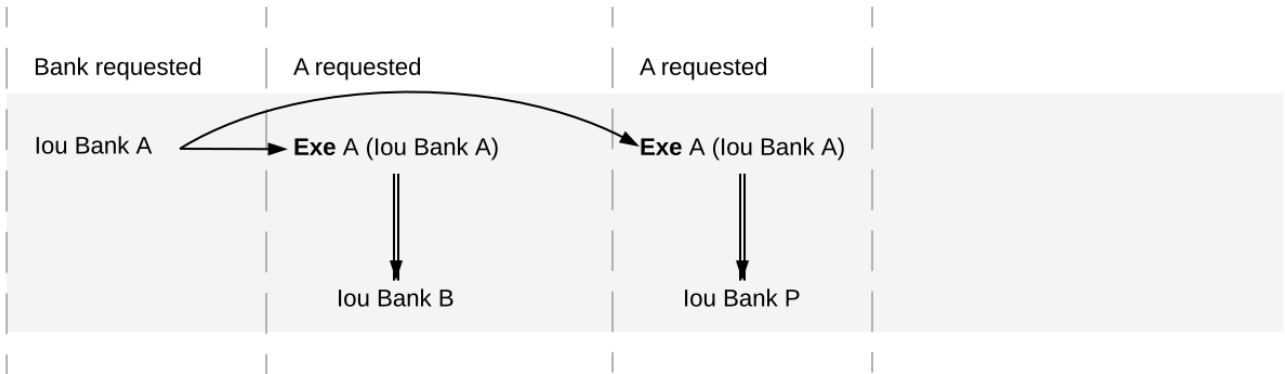 Bank requested
A requested
A requested
Iou Bank A
Exe A (Iou Bank A)
Exe A (Iou Bank A)
Iou Bank B
Iou Bank P